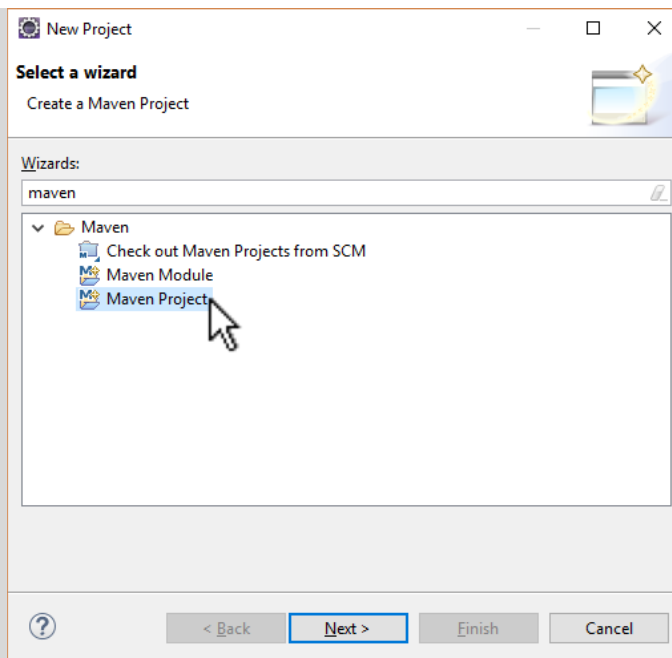 New Project
Select a wizard
Create a Maven Project
Wizards:
maven
Maven
Check out Maven Projects from SCM
Maven Module
Maven Project
< Back Next > Finish Cancel